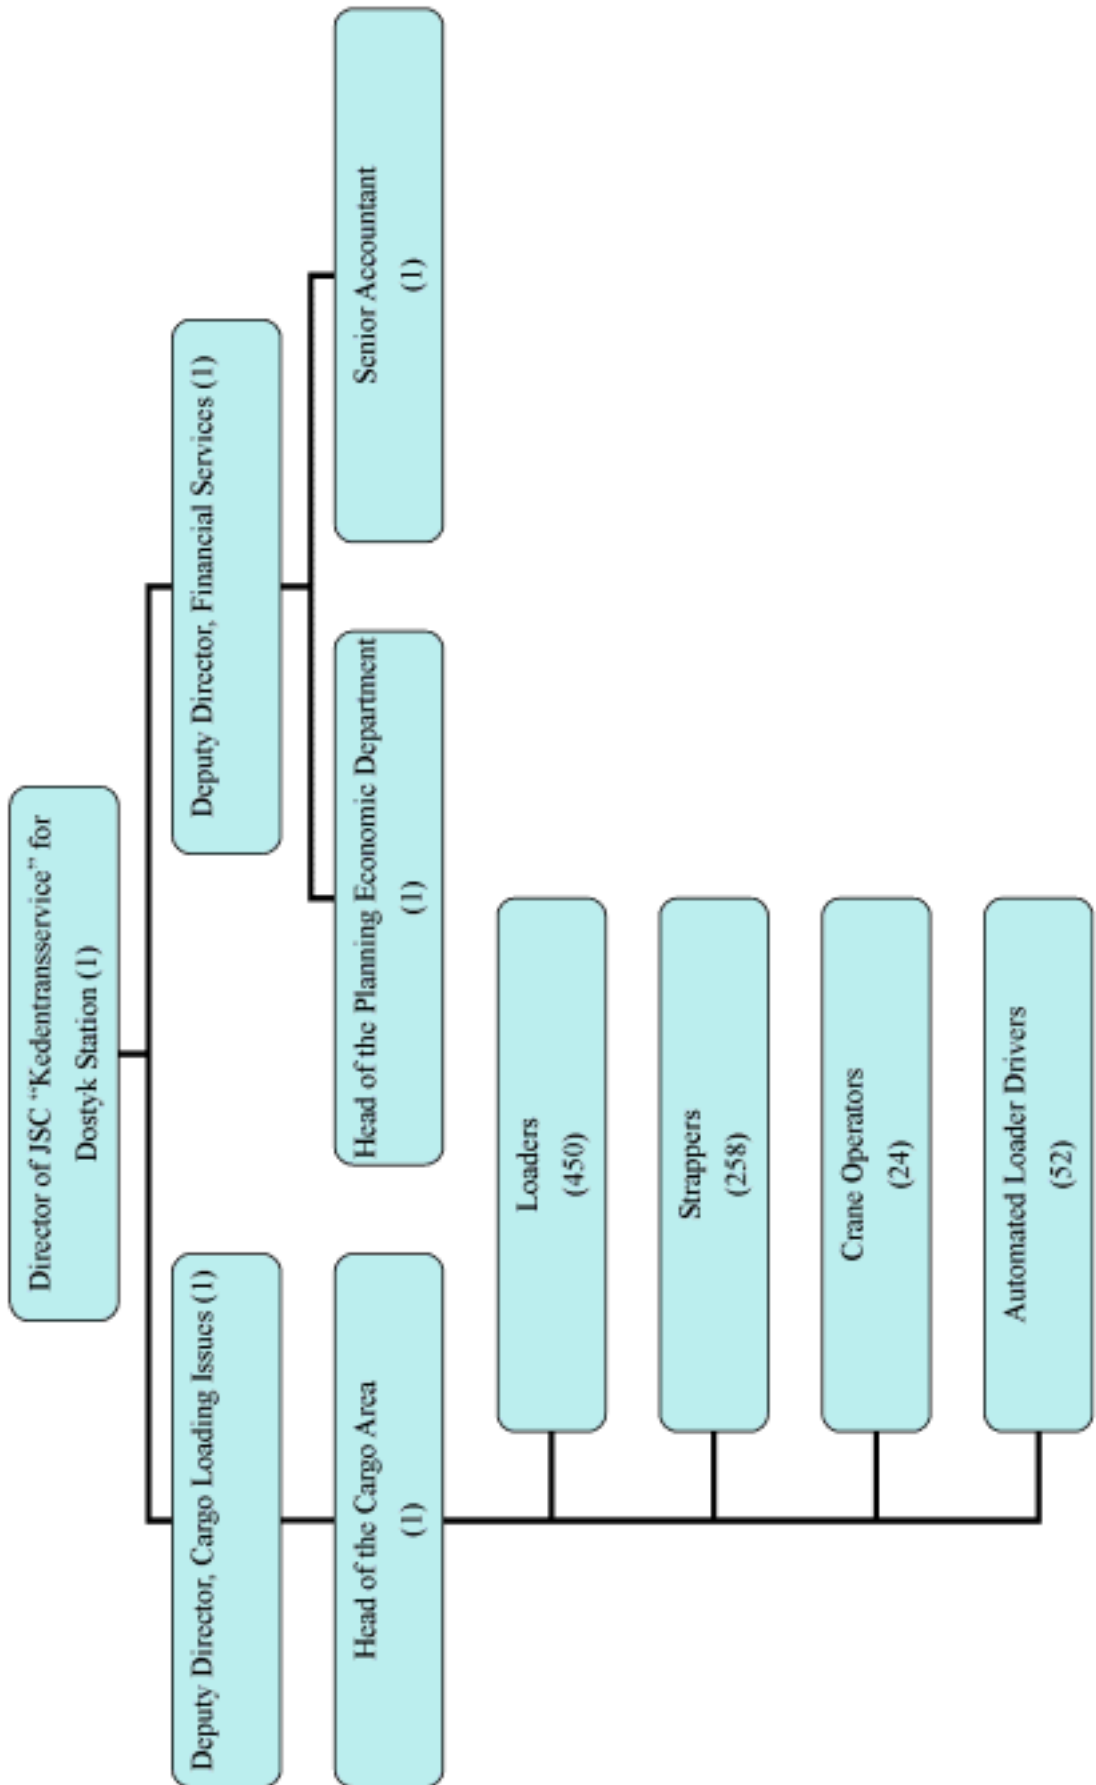 Director of JSC “Kedentransservice” for
Dostyk Station (1)
Deputy Director, Cargo Loading Issues (1)
Deputy Director, Financial Services (1)
Head of the Cargo Area
(1)
Head of the Planning Economic Department
(1)
Senior Accountant
(1)
Loaders
(450)
Strappers
(258)
Crane Operators
(24)
Automated Loader Drivers
(52)